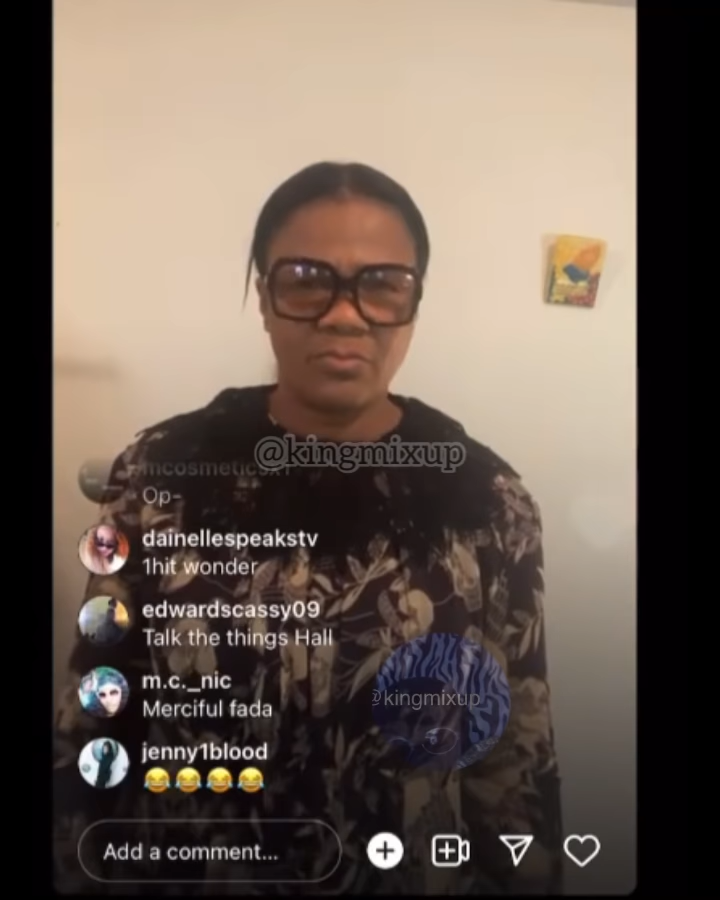 @kingmixup
Op-
dainellespeakstv
1hit wonder
edwardscassy09
Talk the things Hall
m.c._nic
Merciful fada
@kingmixup
jenny1blood
😂😂😂😂
Add a comment...